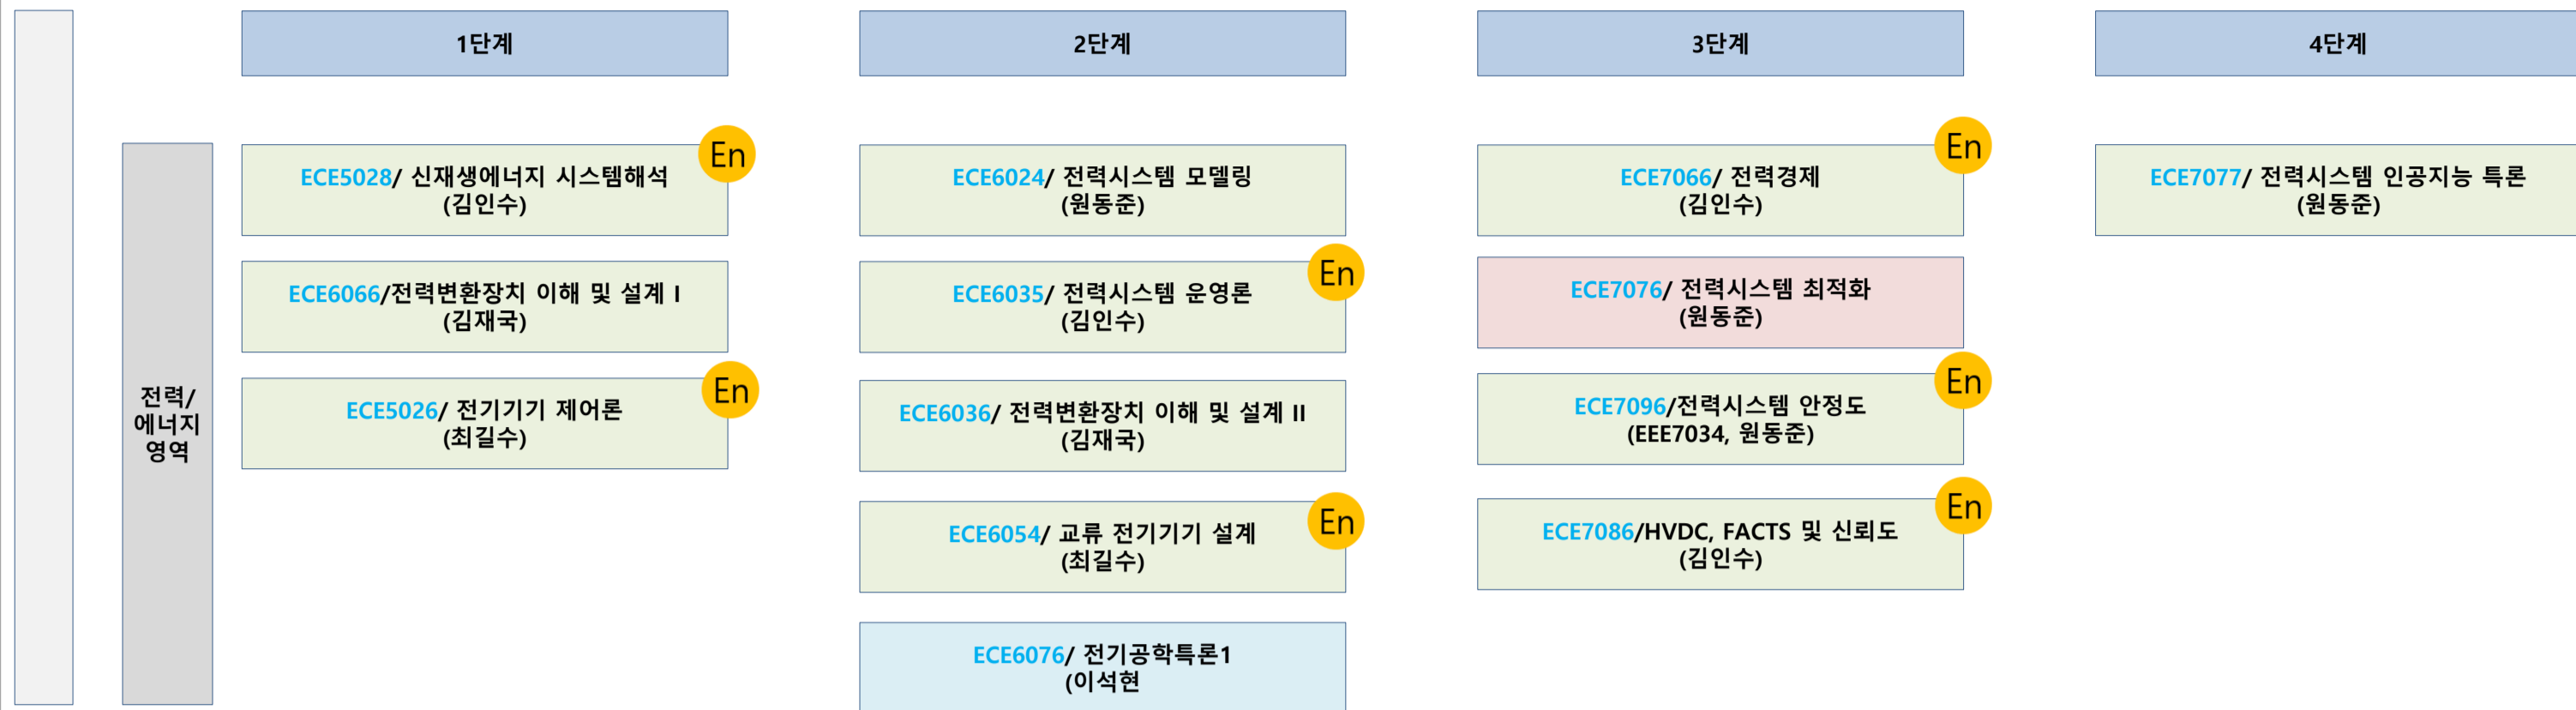 1단계
2단계
3단계
4단계
전력/
에너지
영역
En
ECE5028/ 신재생에너지 시스템해석
(김인수)
ECE6066/전력변환장치 이해 및 설계 I
(김재국)
En
ECE5026/ 전기기기 제어론
(최길수)
ECE6024/ 전력시스템 모델링
(원동준)
En
ECE6035/ 전력시스템 운영론
(김인수)
ECE6036/ 전력변환장치 이해 및 설계 II
(김재국)
En
ECE6054/ 교류 전기기기 설계
(최길수)
ECE6076/ 전기공학특론1
(이석현
En
ECE7066/ 전력경제
(김인수)
ECE7076/ 전력시스템 최적화
(원동준)
En
ECE7096/전력시스템 안정도
(EEE7034, 원동준)
En
ECE7086/HVDC, FACTS 및 신뢰도
(김인수)
ECE7077/ 전력시스템 인공지능 특론
(원동준)